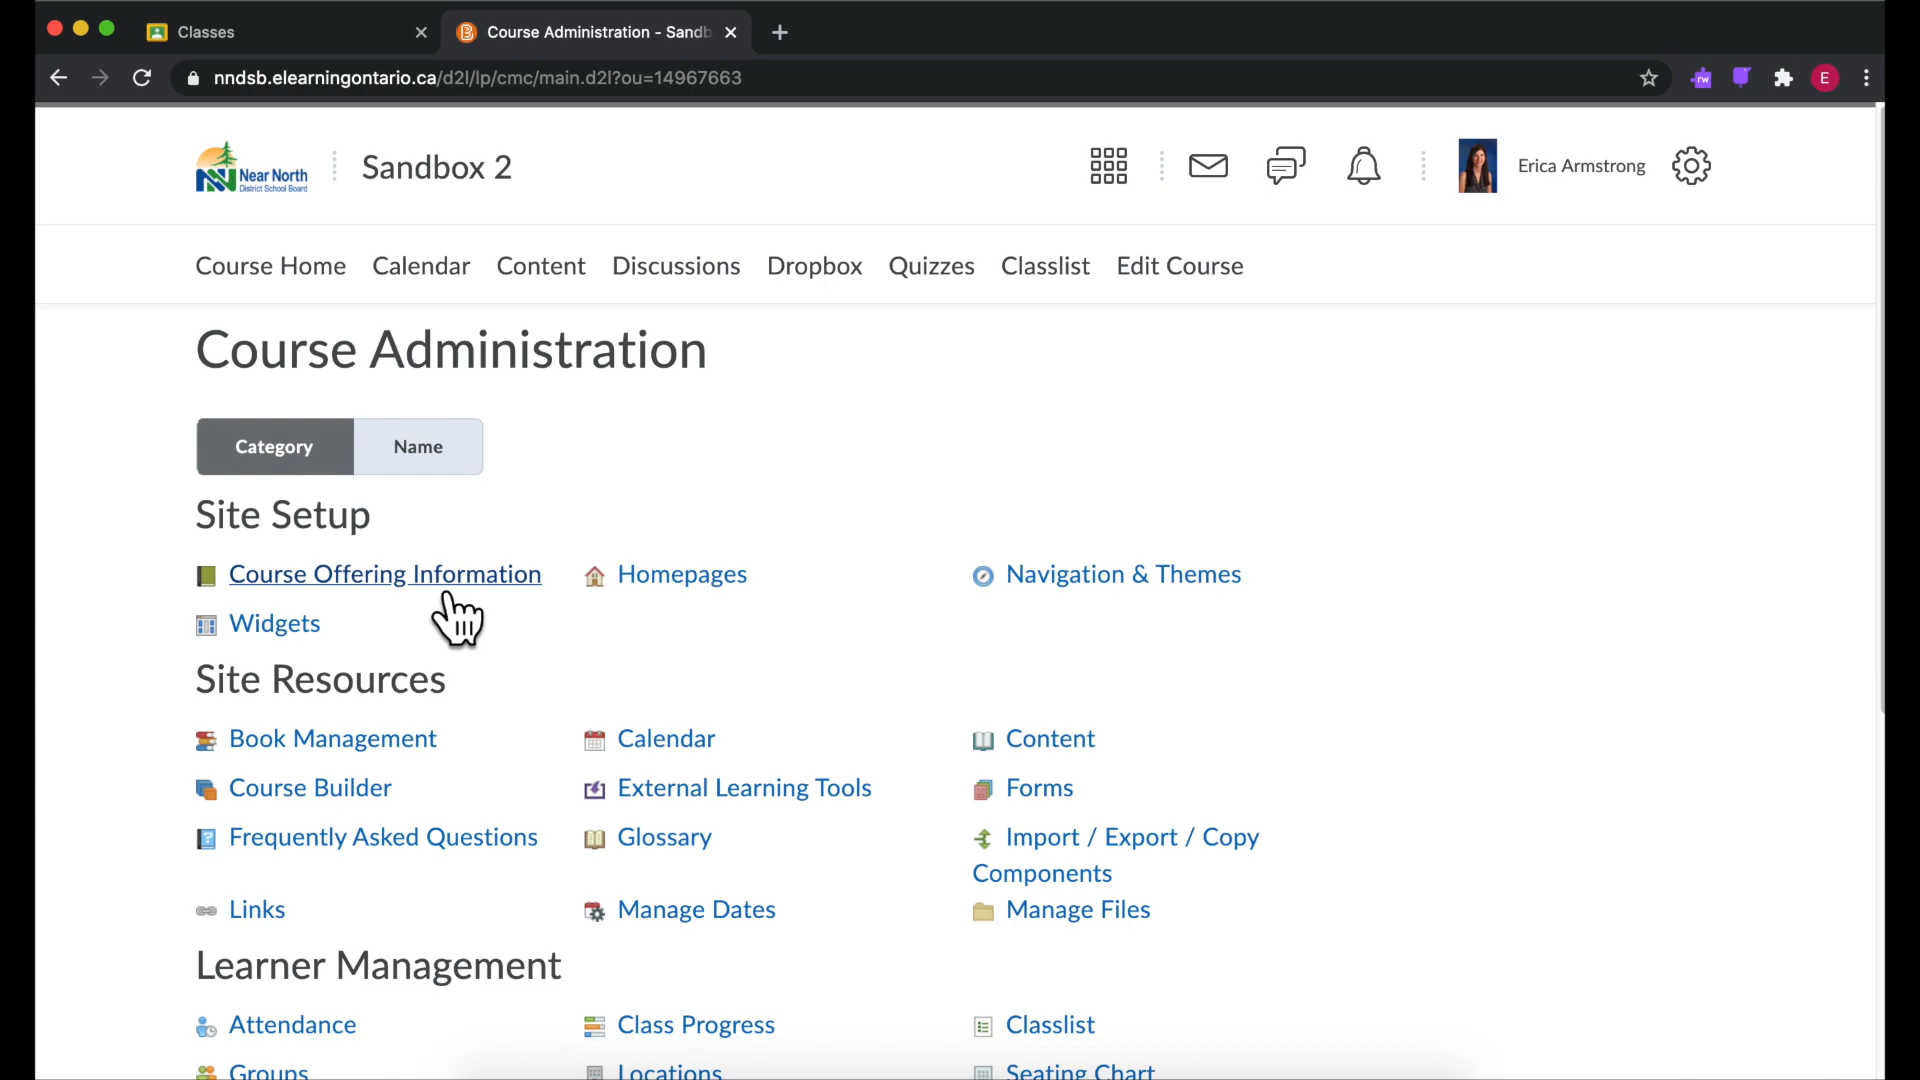 Classes
Course Administration - Sandb
nndsb.elearningontario.ca/d2l/lp/cmc/main.d2l?ou=14967663
rw
E
Near North
District School Board
Sandbox 2
Erica Armstrong
Course Home Calendar Content Discussions Dropbox Quizzes Classlist Edit Course
Course Administration
Category Name
Site Setup
Course Offering Information Homepages Navigation & Themes
Widgets
Site Resources
Book Management Calendar Content
Course Builder External Learning Tools Forms
Frequently Asked Questions Glossary Import / Export / Copy
Components
Links Manage Dates Manage Files
Learner Management
Attendance Class Progress Classlist
Groups Locations Seating Chart